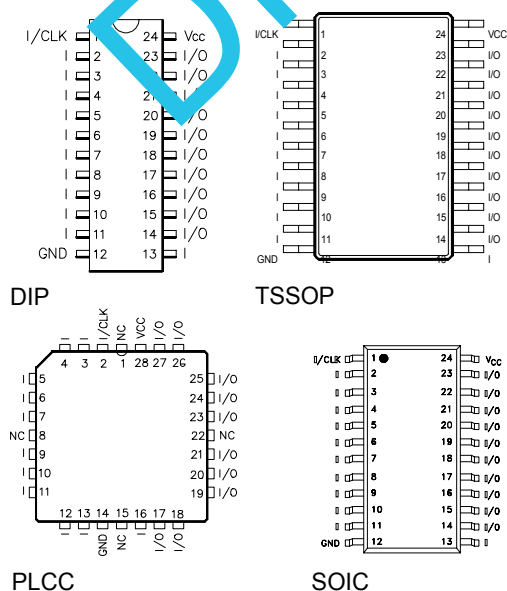 I/CLK 1 24 Vcc
I 2 23 I/O
I 3 I/O
I 4 21 I/O
I 5 20 I/O
I 6 19 I/O
I 7 18 I/O
I 8 17 I/O
I 9 16 I/O
I 10 15 I/O
I 11 14 I/O
GND 12 13 I
DIP
I/CLK 1 24 VCC
I 2 23 I/O
I 3 22 I/O
I 4 21 I/O
I 5 20 I/O
I 6 19 I/O
I 7 18 I/O
I 8 17 I/O
I 9 16 I/O
I 10 15 I/O
I 11 14 I/O
GND 12 13 I
TSSOP
I I I/CLK NC VCC I/O I/O
4 3 2 1 28 27 26
I 5 25 I/O
I 6 24 I/O
I 7 23 I/O
NC 8 22 NC
I 9 21 I/O
I 10 20 I/O
I 11 19 I/O
12 13 14 15 16 17 18
I I GND NC I I/O I/O
PLCC
I/CLK 1 24 VCC
I 2 23 I/O
I 3 22 I/O
I 4 21 I/O
I 5 20 I/O
I 6 19 I/O
I 7 18 I/O
I 8 17 I/O
I 9 16 I/O
I 10 15 I/O
I 11 14 I/O
GND 12 13 I
SOIC